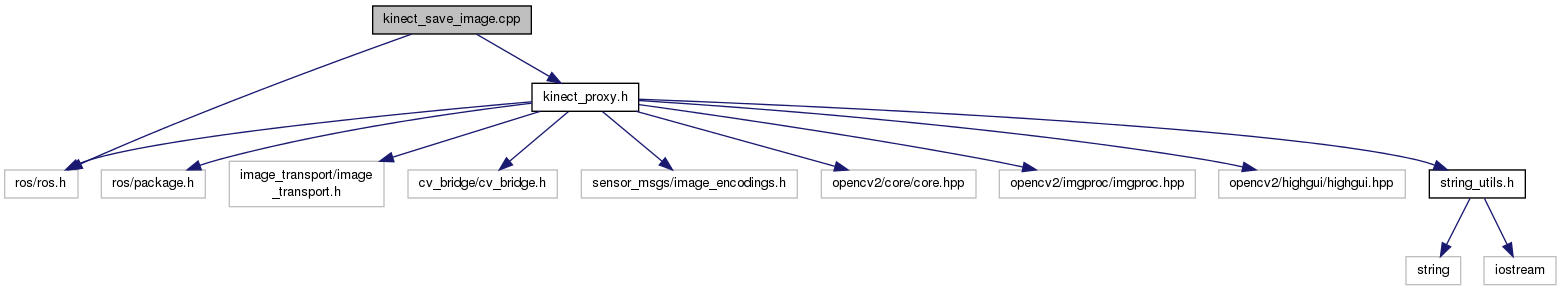 kinect_save_image.cpp
kinect_proxy.h
ros/ros.h
ros/package.h
image_transport/image
_transport.h
cv_bridge/cv_bridge.h
sensor_msgs/image_encodings.h
opencv2/core/core.hpp
opencv2/imgproc/imgproc.hpp
opencv2/highgui/highgui.hpp
string_utils.h
string
iostream